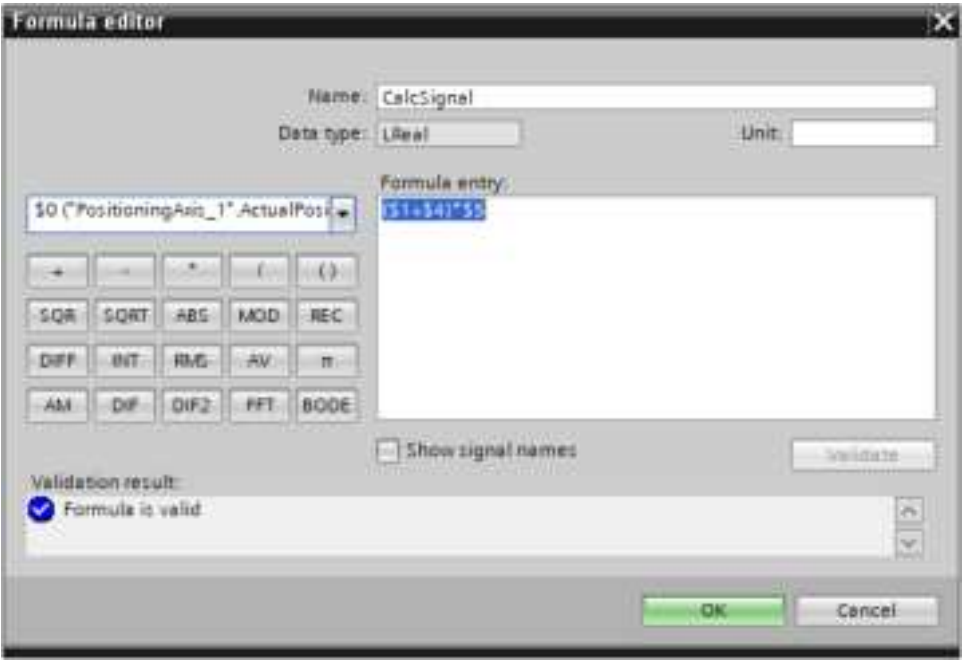 Formula editor
Name: CalcSignal
Data type: LReal
Unit:
Formula entry:
$0 ("PositioningAxis_1".ActualPosi
($1+$4)*$5
+ - * ( ()
SQR SQRT ABS MOD REC
DIFF INT RMS AV π
AM DIF DIF2 FFT BODE
Show signal names
Validate
Validation result:
Formula is valid
OK Cancel